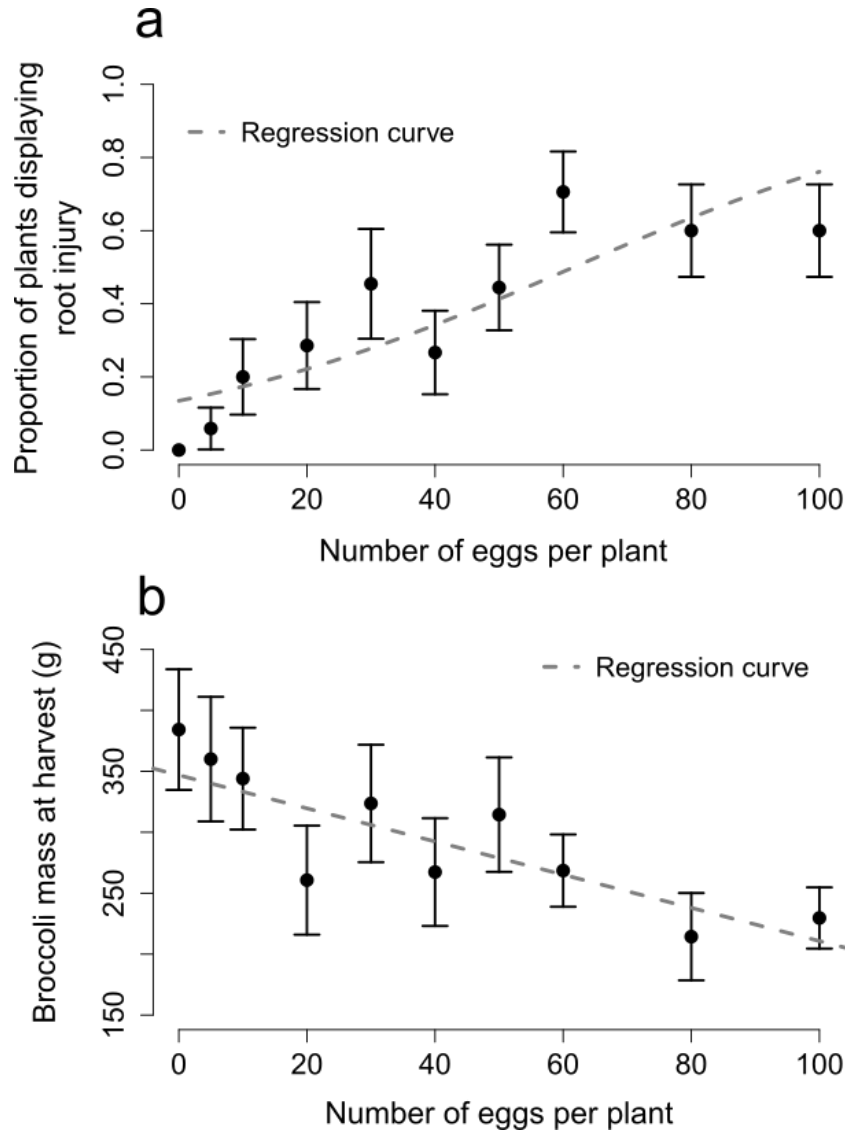 a
Proportion of plants displaying
root injury
1.0
0.8
0.6
0.4
0.2
0.0
Regression curve
0 20 40 60 80 100
Number of eggs per plant
b
Broccoli mass at harvest (g)
450
350
250
150
Regression curve
0 20 40 60 80 100
Number of eggs per plant